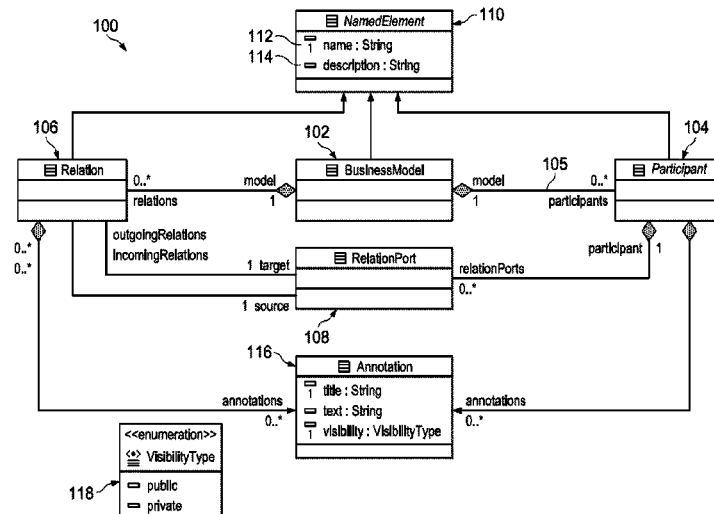 100
NamedElement
110
112
1 name : String
114
description : String
106
102
104
Relation
BusinessModel
Participant
105
0..*
relations
model
1
model
1
0..*
participants
0..*
0..*
outgoingRelations
incomingRelations
1 target
1 source
RelationPort
108
relationPorts
0..*
participant
1
116
Annotation
1 title : String
text : String
1 visibility : VisibilityType
annotations
0..*
annotations
0..*
<<enumeration>>
VisibilityType
118
public
private